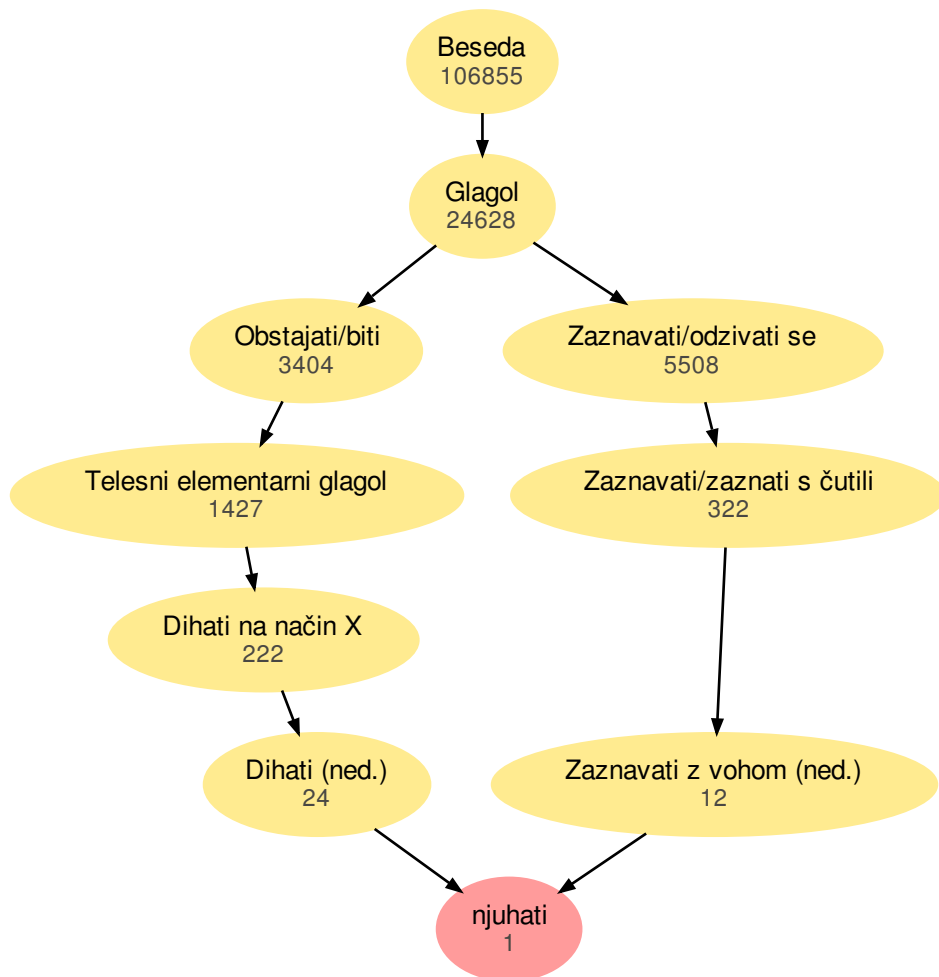 Beseda
106855
Glagol
24628
Obstajati/biti
3404
Zaznavati/odzivati se
5508
Telesni elementarni glagol
1427
Zaznavati/zaznati s čutili
322
Dihati na način X
222
Dihati (ned.)
24
Zaznavati z vohom (ned.)
12
njuhati
1